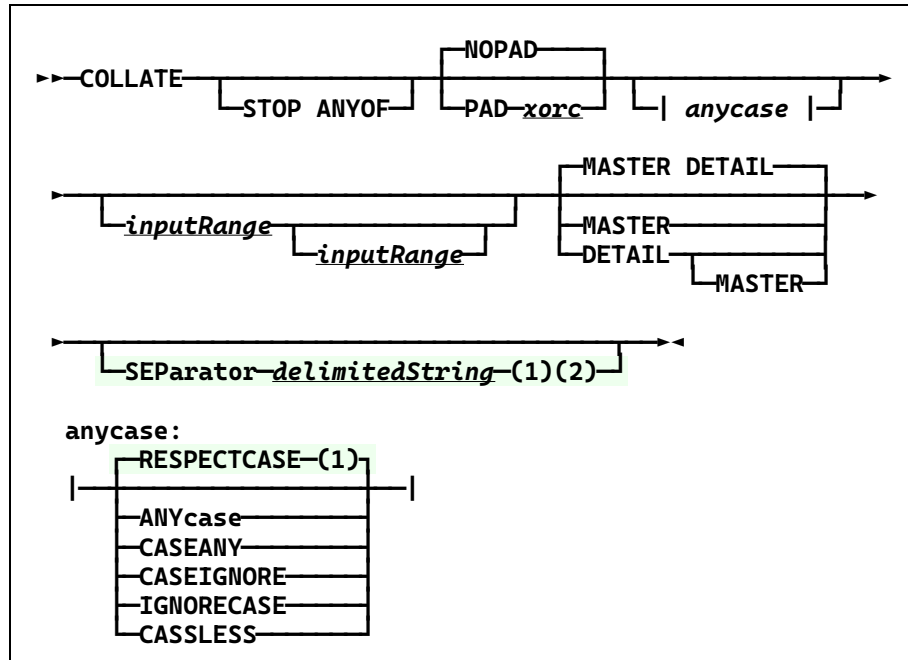 NOPAD
COLLATE
STOP ANYOF PAD xorc anycase
MASTER DETAIL
inputRange MASTER
inputRange DETAIL
MASTER
SEParator delimitedString (1)(2)
anycase:
RESPECTCASE (1)
ANYcase
CASEANY
CASEIGNORE
IGNORECASE
CASSLESS